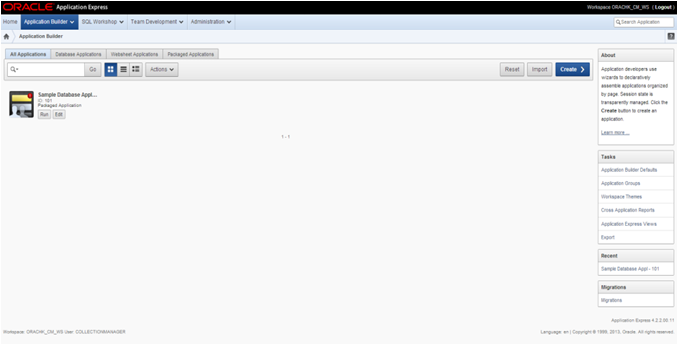 ORACLE Application Express
Workspace ORACHK_CM_WS ( Logout )
Home Application Builder SQL Workshop Team Development Administration
Search Application
Application Builder
All Applications Database Applications Websheet Applications Packaged Applications
Go Actions Reset Import Create
Sample Database Appl...
ID: 101
Packaged Application
Run Edit
1 - 1
About
Application developers use
wizards to declaratively
assemble applications organized
by page. Session state is
transparently managed. Click the
Create button to create an
application.
Learn more...
Tasks
Application Builder Defaults
Application Groups
Workspace Themes
Cross Application Reports
Application Express Views
Export
Recent
Sample Database Appl - 101
Migrations
Migrations
Application Express 4.2.2.00.11
Workspace: ORACHK_CM_WS User: COLLECTIONMANAGER
Language: en | Copyright © 1999, 2013, Oracle. All rights reserved.